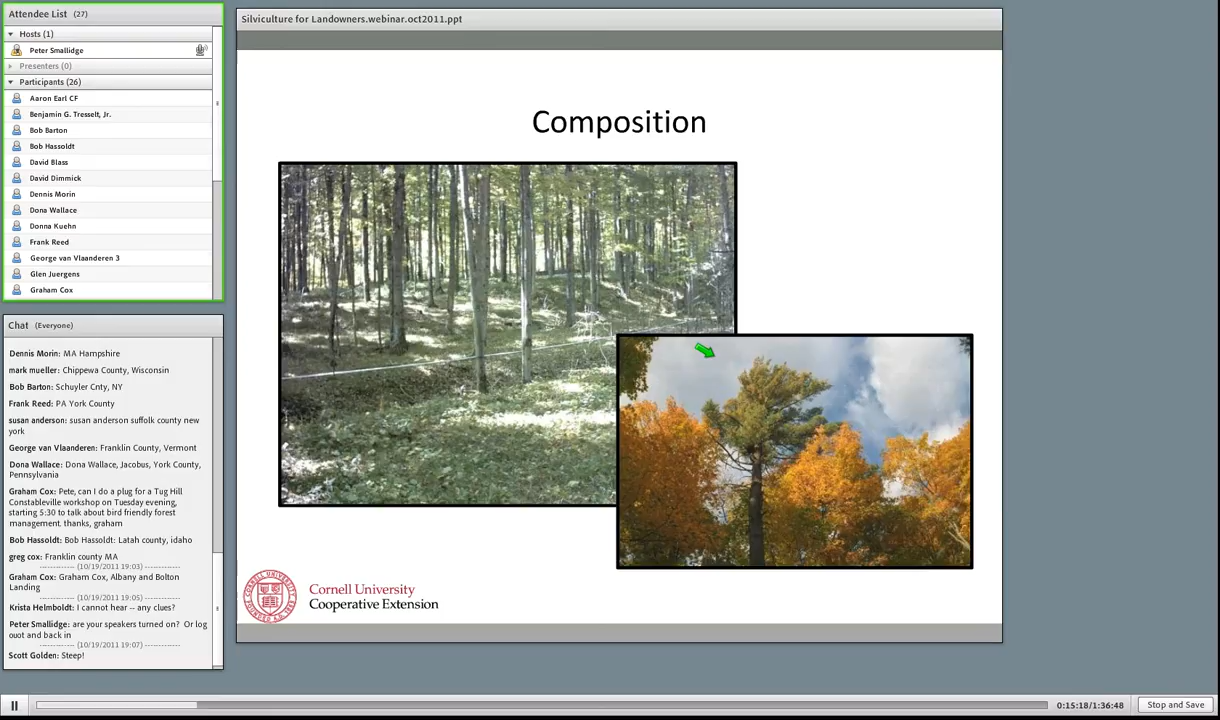 Attendee List (27)
Hosts (1)
Peter Smallidge
Presenters (0)
Participants (26)
Aaron Earl CF
Benjamin G. Tresselt, Jr.
Bob Barton
Bob Hassoldt
David Blass
David Dimmick
Dennis Morin
Dona Wallace
Donna Kuehn
Frank Reed
George van Vlaanderen 3
Glen Juergens
Graham Cox
Chat (Everyone)
Dennis Morin: MA Hampshire
mark mueller: Chippewa County, Wisconsin
Bob Barton: Schuyler Cnty, NY
Frank Reed: PA York County
susan anderson: susan anderson suffolk county new
york
George van Vlaanderen: Franklin County, Vermont
Dona Wallace: Dona Wallace, Jacobus, York County,
Pennsylvania
Graham Cox: Pete, can I do a plug for a Tug Hill
Constableville workshop on Tuesday evening,
starting 5:30 to talk about bird friendly forest
management. thanks, graham
Bob Hassoldt: Bob Hassoldt: Latah county, idaho
greg cox: Franklin county MA
------------- (10/19/2011 19:03) -------------
Graham Cox: Graham Cox, Albany and Bolton
Landing
------------- (10/19/2011 19:05) -------------
Krista Helmboldt: I cannot hear -- any clues?
Peter Smallidge: are your speakers turned on? Or log
ouot and back in
------------- (10/19/2011 19:07) -------------
Scott Golden: Steep!
Silviculture for Landowners.webinar.oct2011.ppt
Composition
Cornell University
Cooperative Extension
0:15:18/1:36:48
Stop and Save